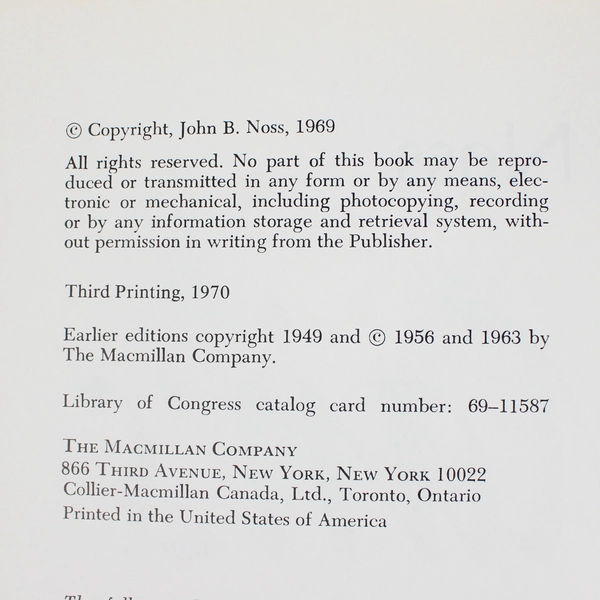 © Copyright, John B. Noss, 1969
All rights reserved. No part of this book may be repro-
duced or transmitted in any form or by any means, elec-
tronic or mechanical, including photocopying, recording
or by any information storage and retrieval system, with-
out permission in writing from the Publisher.
Third Printing, 1970
Earlier editions copyright 1949 and © 1956 and 1963 by
The Macmillan Company.
Library of Congress catalog card number: 69–11587
The Macmillan Company
866 Third Avenue, New York, New York 10022
Collier-Macmillan Canada, Ltd., Toronto, Ontario
Printed in the United States of America